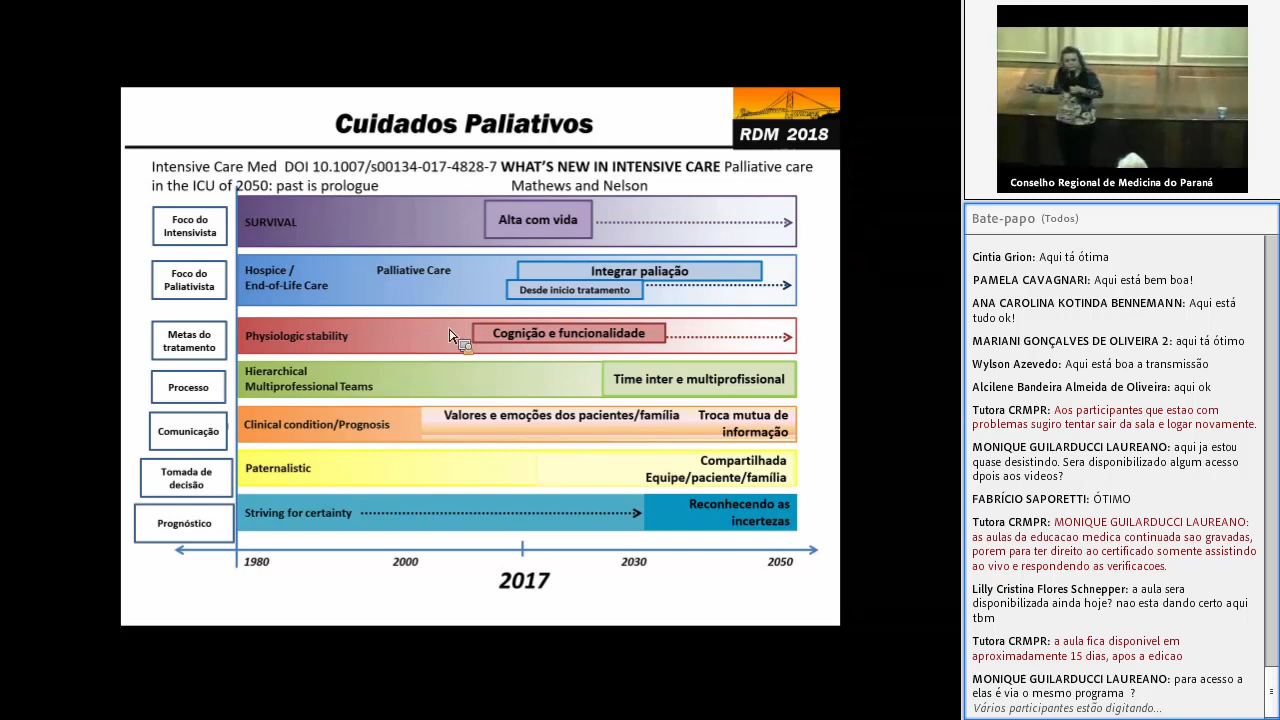 Cuidados Paliativos
RDM 2018
Intensive Care Med DOI 10.1007/s00134-017-4828-7 WHAT'S NEW IN INTENSIVE CARE Palliative care
in the ICU of 2050: past is prologue Mathews and Nelson
Foco do
Intensivista
SURVIVAL
Alta com vida
Foco do
Paliativista
Hospice /
End-of-Life Care
Palliative Care
Integrar paliação
Desde inicio tratamento
Metas do
tratamento
Physiologic stability
Cognição e funcionalidade
Processo
Hierarchical
Multiprofessional Teams
Time inter e multiprofissional
Comunicação
Clinical condition/Prognosis
Valores e emoções dos pacientes/família
Troca mutua de
informação
Tomada de
decisão
Paternalistic
Compartilhada
Equipe/paciente/família
Prognóstico
Striving for certainty
Reconhecendo as
incertezas
1980
2000
2030
2050
2017
Conselho Regional de Medicina do Paraná
Bate-papo (Todos)
Cintia Grion: Aqui tá ótima
PAMELA CAVAGNARI: Aqui está bem boa!
ANA CAROLINA KOTINDA BENNEMANN: Aqui está
tudo ok!
MARIANI GONÇALVES DE OLIVEIRA 2: aqui tá ótimo
Wylson Azevedo: Aqui está boa a transmissão
Alcilene Bandeira Almeida de Oliveira: aqui ok
Tutora CRMPR: Aos participantes que estao com
problemas sugiro tentar sair da sala e logar novamente.
MONIQUE GUILARDUCCI LAUREANO: aqui ja estou
quase desistindo. Sera disponibilizado algum acesso
dpois aos videos?
FABRÍCIO SAPORETTI: ÓTIMO
Tutora CRMPR: MONIQUE GUILARDUCCI LAUREANO:
as aulas da educacao medica continuada sao gravadas,
porem para ter direito ao certificado somente assistindo
ao vivo e respondendo as verificacoes.
Lilly Cristina Flores Schnepper: a aula sera
disponibilizada ainda hoje? nao esta dando certo aqui
tbm
Tutora CRMPR: a aula fica disponivel em
aproximadamente 15 dias, apos a edicao
MONIQUE GUILARDUCCI LAUREANO: para acesso a
elas é via o mesmo programa ?
Vários participantes estão digitando...